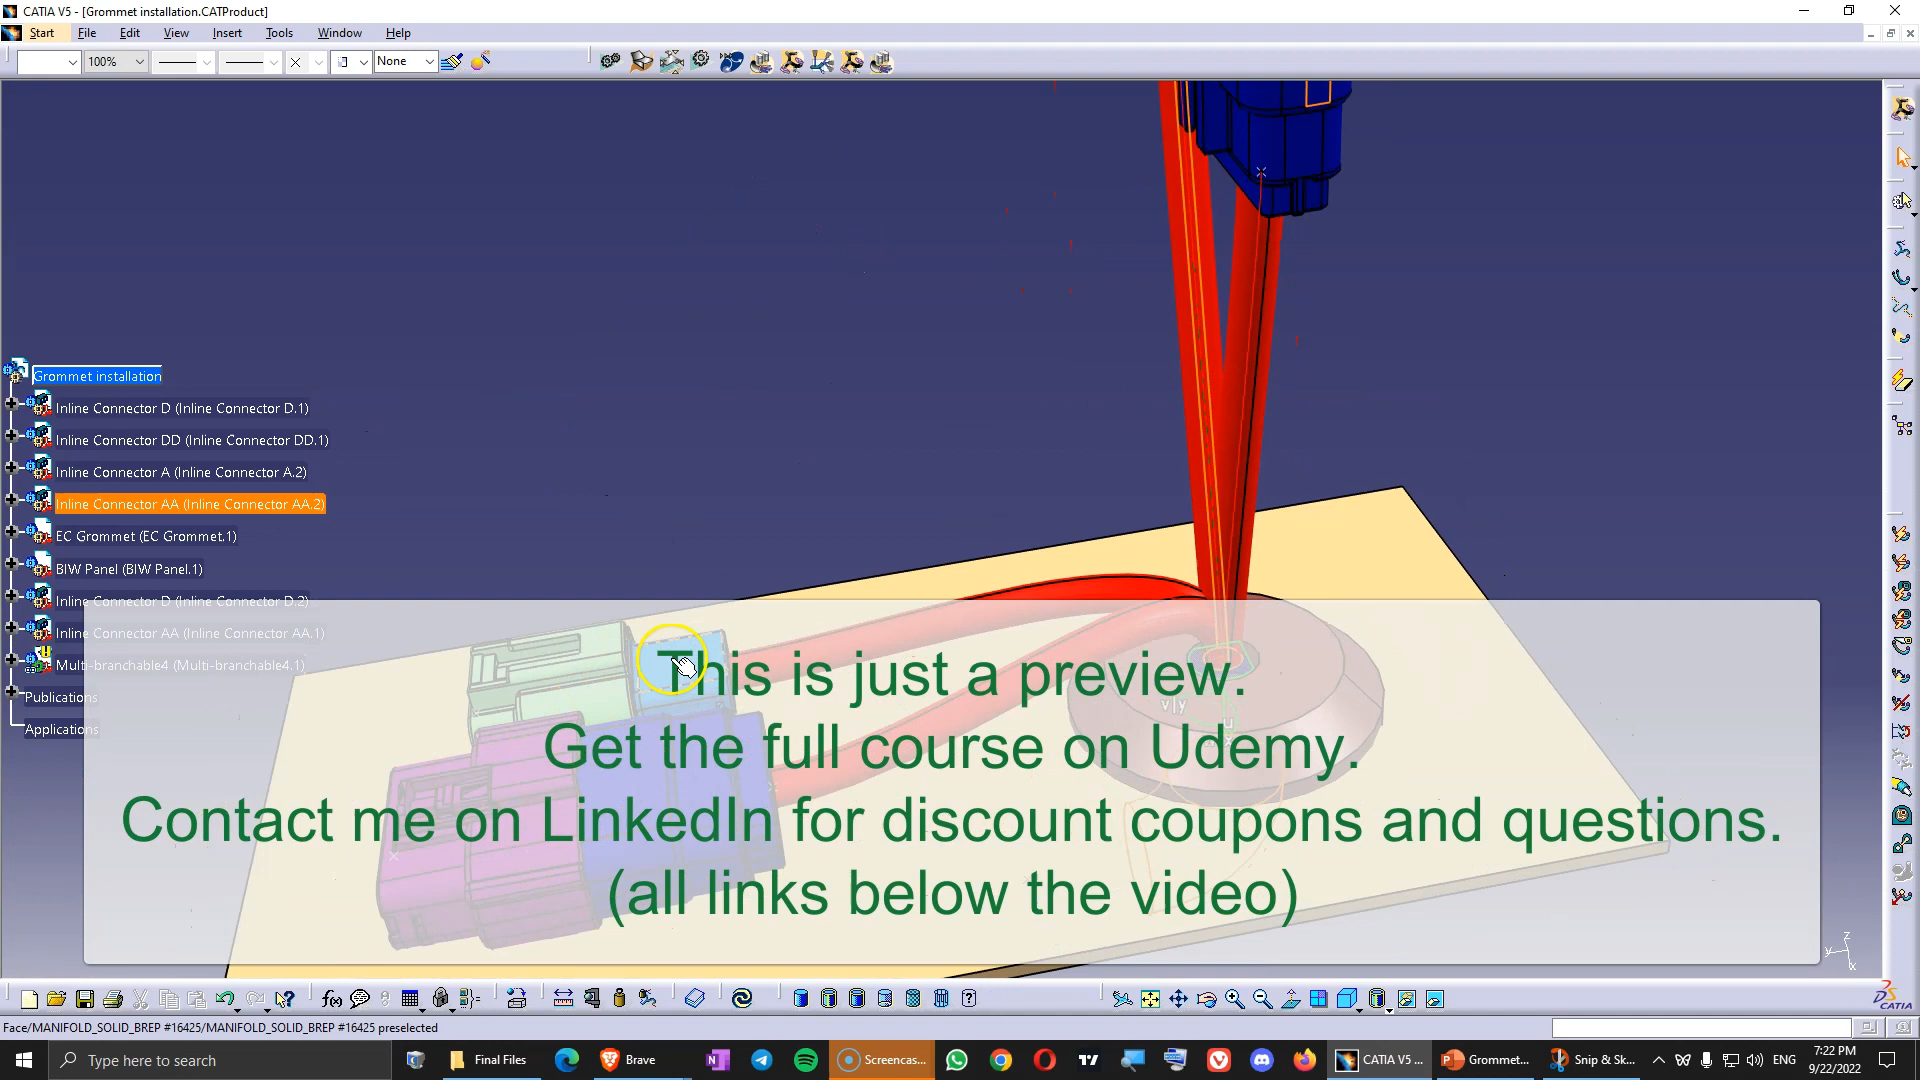 CATIA V5 - [Grommet installation.CATProduct]
Start File Edit View Insert Tools Window Help
100% None
Grommet installation
Inline Connector D (Inline Connector D.1)
Inline Connector DD (Inline Connector DD.1)
Inline Connector A (Inline Connector A.2)
Inline Connector AA (Inline Connector AA.2)
EC Grommet (EC Grommet.1)
BIW Panel (BIW Panel.1)
Inline Connector D (Inline Connector D.2)
Inline Connector AA (Inline Connector AA.1)
Multi-branchable4 (Multi-branchable4.1)
Publications
Applications
This is just a preview.
Get the full course on Udemy.
Contact me on LinkedIn for discount coupons and questions.
(all links below the video)
z
y
x
CATIA
Face/MANIFOLD_SOLID_BREP #16425/MANIFOLD_SOLID_BREP #16425 preselected
Type here to search
Final Files
Brave
Screencas...
CATIA V5 ...
Grommet...
Snip & Sk...
ENG
7:22 PM
9/22/2022